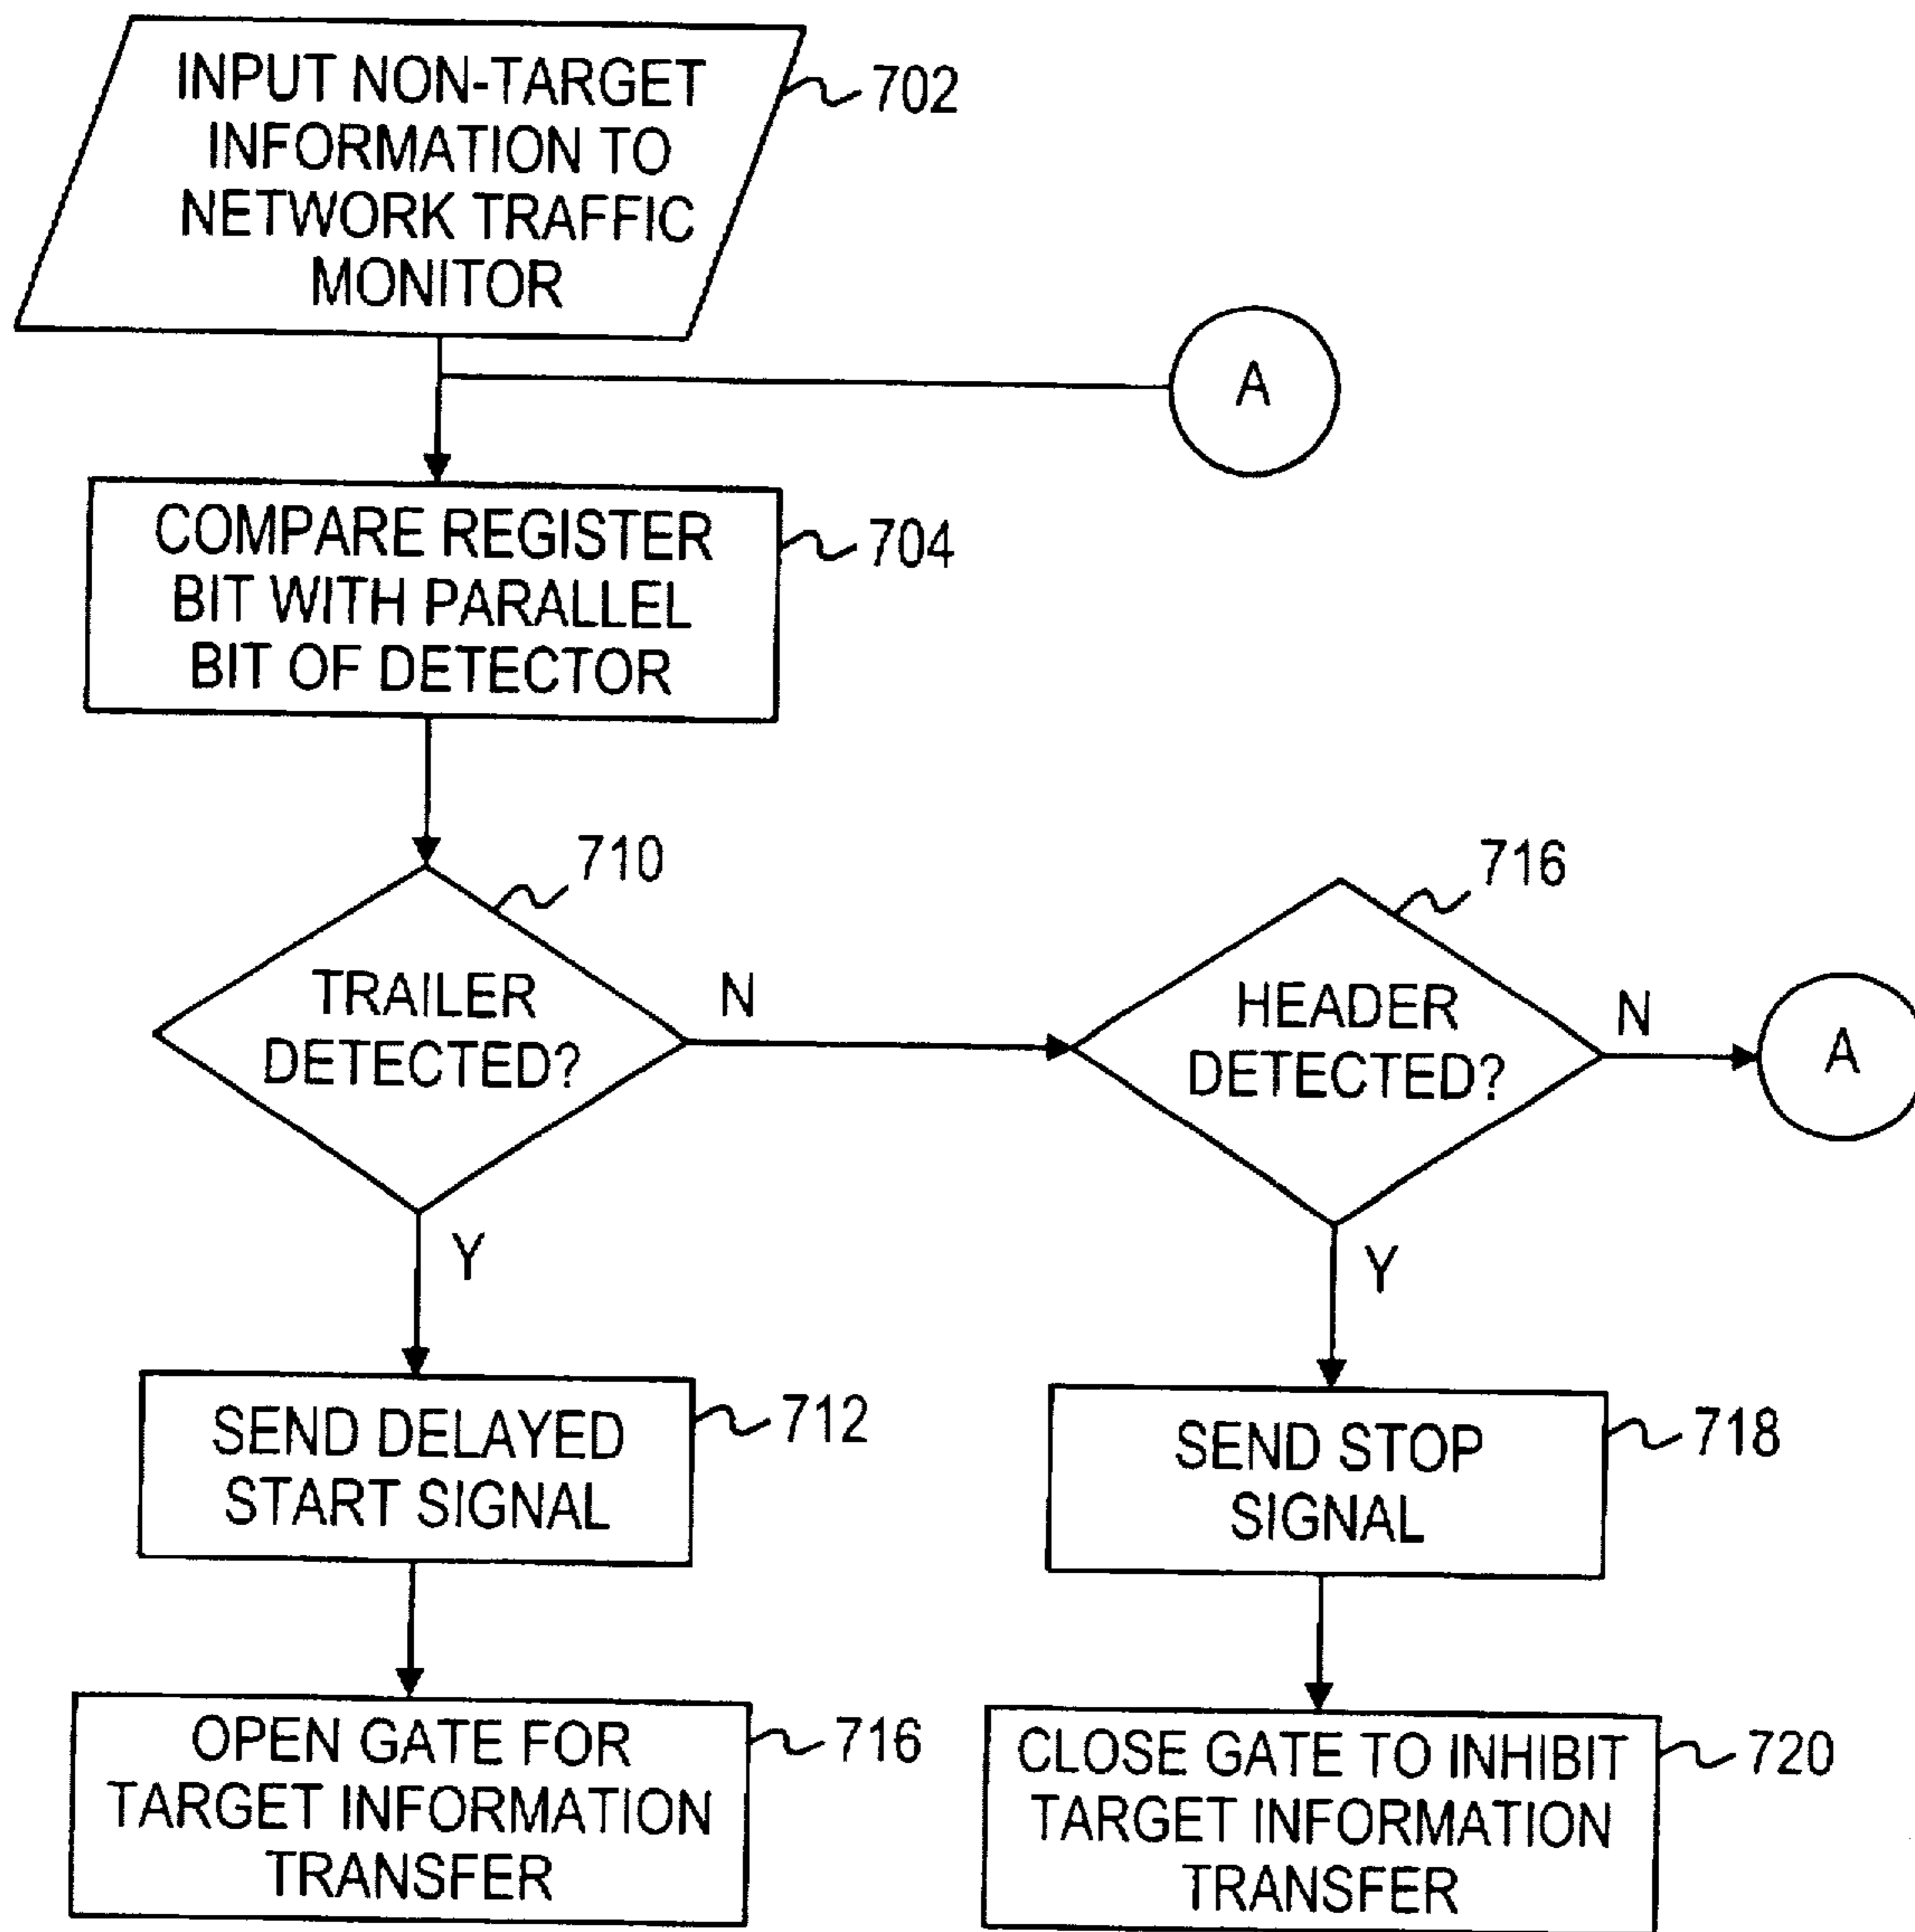 INPUT NON-TARGET
INFORMATION TO
NETWORK TRAFFIC
MONITOR
702
A
COMPARE REGISTER
BIT WITH PARALLEL
BIT OF DETECTOR
704
TRAILER
DETECTED?
710
N
Y
HEADER
DETECTED?
716
N
A
Y
SEND DELAYED
START SIGNAL
712
SEND STOP
SIGNAL
718
OPEN GATE FOR
TARGET INFORMATION
TRANSFER
716
CLOSE GATE TO INHIBIT
TARGET INFORMATION
TRANSFER
720